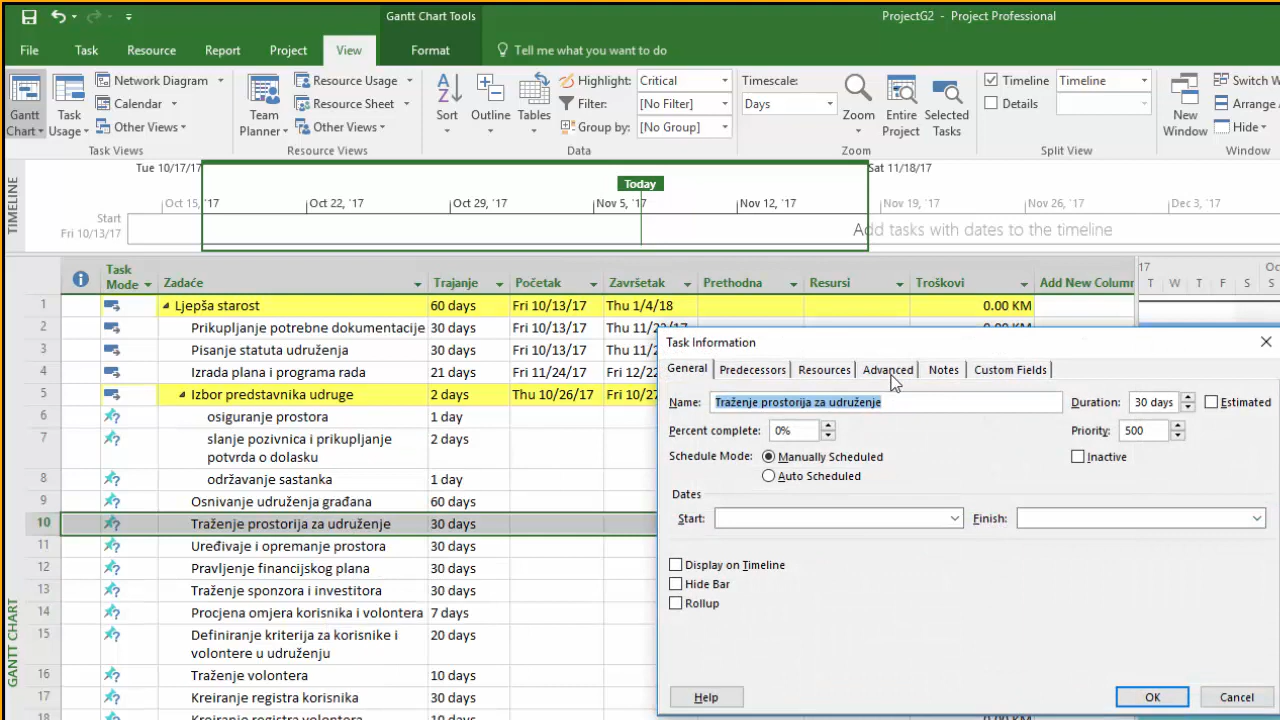 Gantt Chart Tools
ProjectG2 - Project Professional
File Task Resource Report Project View Format Tell me what you want to do
Gantt Chart
Task Usage
Network Diagram
Calendar
Other Views
Task Views
Team Planner
Resource Usage
Resource Sheet
Other Views
Resource Views
Sort
Outline
Tables
Highlight: Critical
Filter: [No Filter]
Group by: [No Group]
Data
Timescale:
Days
Zoom
Entire Project
Selected Tasks
Zoom
Timeline Timeline
Details
Split View
New Window
Switch W
Arrange
Hide
Window
TIMELINE
Tue 10/17/17
Sat 11/18/17
Today
Oct 15, '17 Oct 22, '17 Oct 29, '17 Nov 5, '17 Nov 12, '17 Nov 19, '17 Nov 26, '17 Dec 3, '17
Start
Fri 10/13/17
Add tasks with dates to the timeline
Task Mode Zadaće Trajanje Početak Završetak Prethodna Resursi Troškovi Add New Column
17
T W T F S S
1 Ljepša starost 60 days Fri 10/13/17 Thu 1/4/18 0.00 KM
2 Prikupljanje potrebne dokumentacije 30 days Fri 10/13/17 Thu 11/23/17 0.00 KM
3 Pisanje statuta udruženja 30 days Fri 10/13/17 Thu 11/2
4 Izrada plana i programa rada 21 days Fri 11/24/17 Fri 12/2
5 Izbor predstavnika udruge 2 days Thu 10/26/17 Fri 10/27
6 osiguranje prostora 1 day
7 slanje pozivnica i prikupljanje potvrda o dolasku 2 days
8 održavanje sastanka 1 day
9 Osnivanje udruženja građana 60 days
10 Traženje prostorija za udruženje 30 days
11 Uređivaje i opremanje prostora 30 days
12 Pravljenje financijskog plana 30 days
13 Traženje sponzora i investitora 30 days
14 Procjena omjera korisnika i volontera 7 days
15 Definiranje kriterija za korisnike i volontere u udruženju 20 days
16 Traženje volontera 10 days
17 Kreiranje registra korisnika 30 days
GANTT CHART
Task Information
General Predecessors Resources Advanced Notes Custom Fields
Name: Traženje prostorija za udruženje Duration: 30 days Estimated
Percent complete: 0% Priority: 500
Schedule Mode: Manually Scheduled Inactive
Auto Scheduled
Dates
Start: Finish:
Display on Timeline
Hide Bar
Rollup
Help OK Cancel